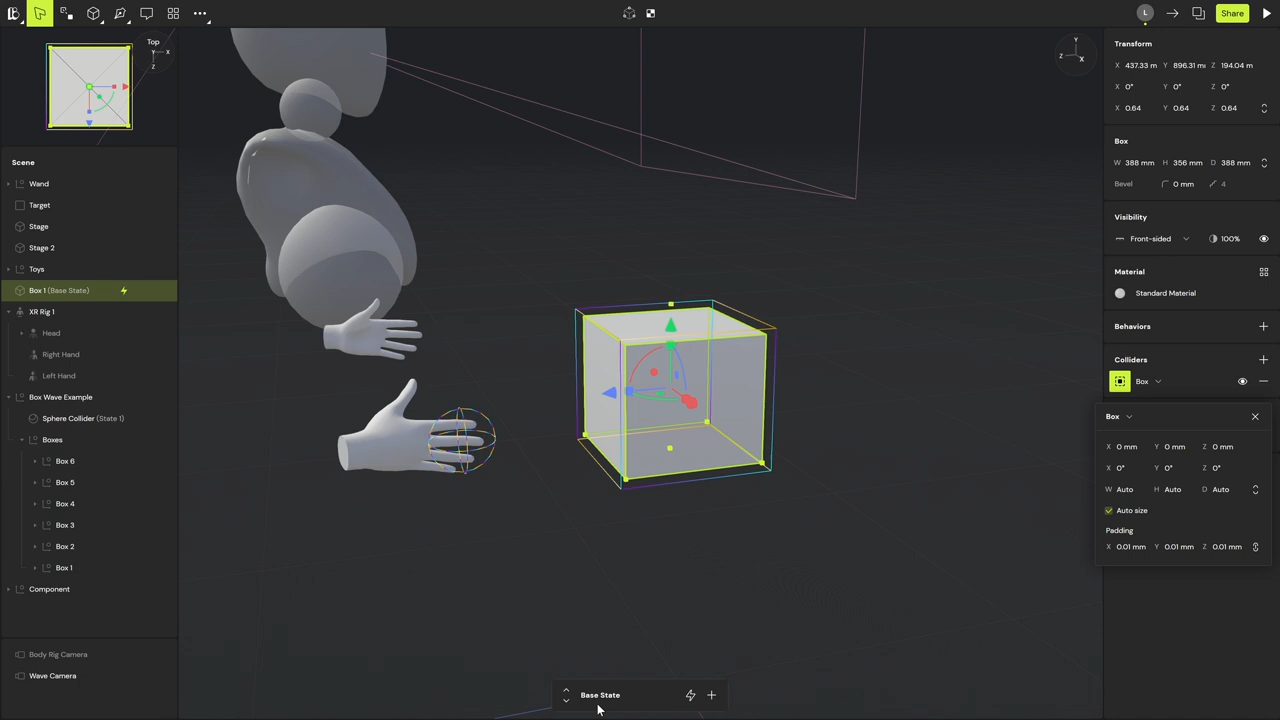 L
Share
Top
Y
X
Z
Y
Z
X
Scene
Wand
Target
Stage
Stage 2
Toys
Box 1 (Base State)
XR Rig 1
Head
Right Hand
Left Hand
Box Wave Example
Sphere Collider (State 1)
Boxes
Box 6
Box 5
Box 4
Box 3
Box 2
Box 1
Component
Body Rig Camera
Wave Camera
Base State
Transform
X 437.33 m Y 896.31 m Z 194.04 m
X 0° Y 0° Z 0°
X 0.64 Y 0.64 Z 0.64
Box
W 388 mm H 356 mm D 388 mm
Bevel 0 mm 4
Visibility
Front-sided 100%
Material
Standard Material
Behaviors
Colliders
Box
Box
X 0 mm Y 0 mm Z 0 mm
X 0° Y 0° Z 0°
W Auto H Auto D Auto
Auto size
Padding
X 0.01 mm Y 0.01 mm Z 0.01 mm